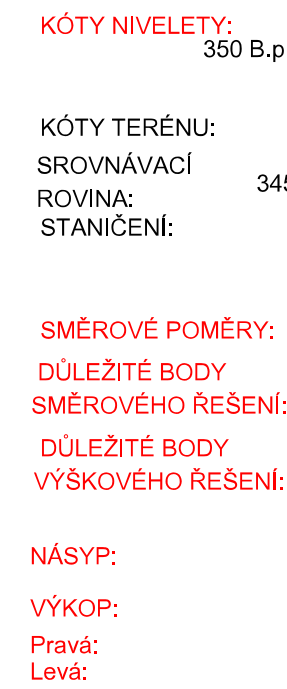 KÓTY NIVELETY:
350 B.p
KÓTY TERÉNU:
SROVNÁVACÍ
345
ROVINA:
STANIČENÍ:
SMĚROVÉ POMĚRY:
DŮLEŽITÉ BODY
SMĚROVÉHO ŘEŠENÍ:
DŮLEŽITÉ BODY
VÝŠKOVÉHO ŘEŠENÍ:
NÁSYP:
VÝKOP:
Pravá:
Levá: